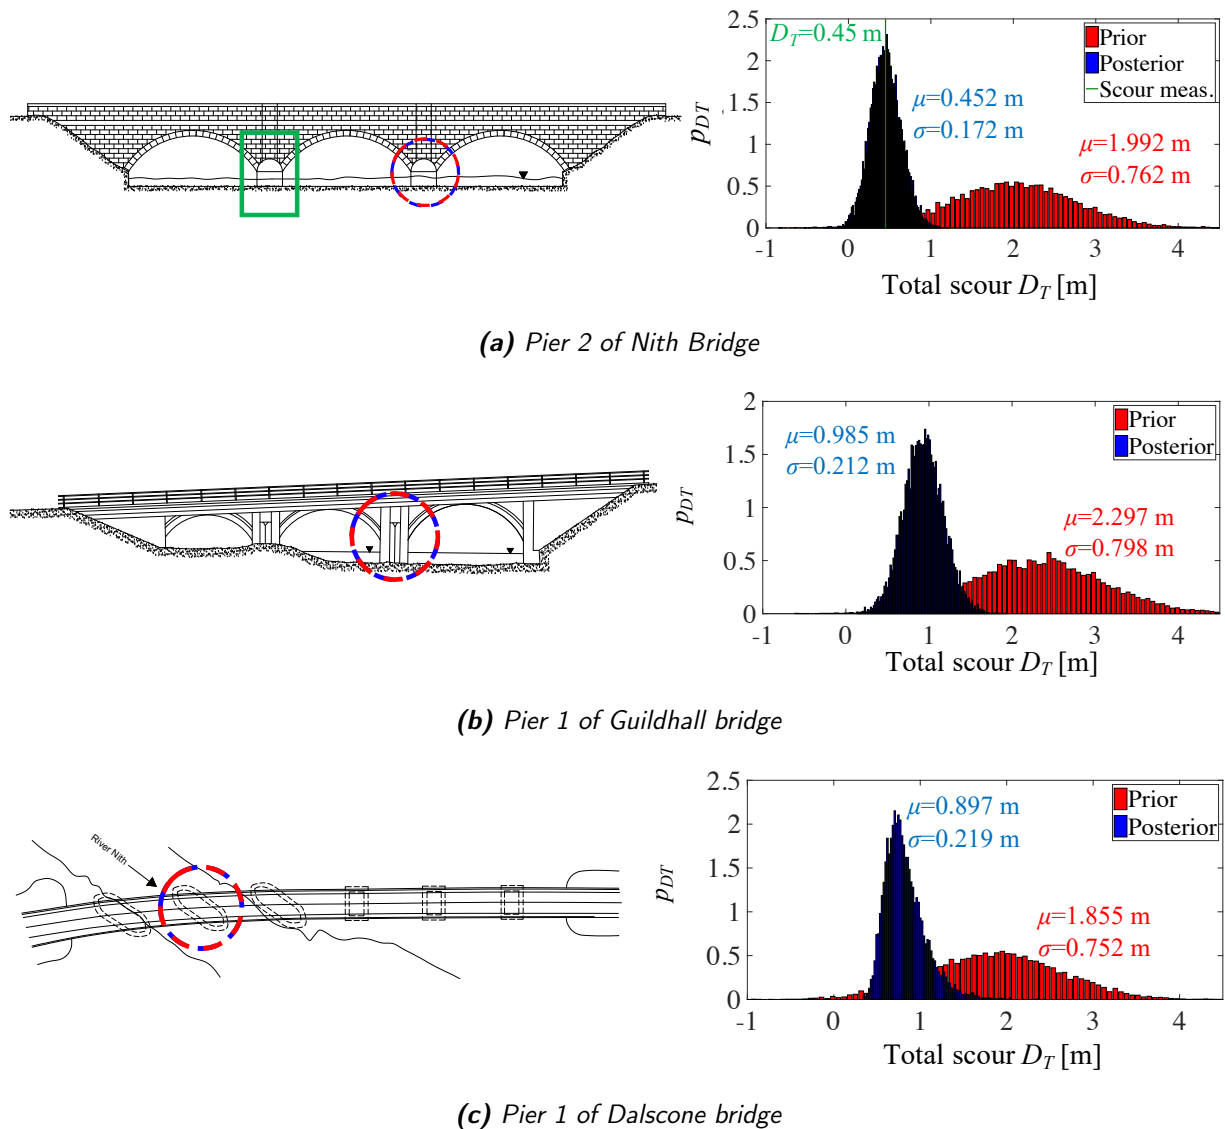 D_T=0.45 m
2.5
2
1.5
1
0.5
0
p_DT
Prior
Posterior
Scour meas.
μ=0.452 m
σ=0.172 m
μ=1.992 m
σ=0.762 m
-1 0 1 2 3 4
Total scour D_T [m]
(a) Pier 2 of Nith Bridge
2
1.5
1
0.5
0
p_DT
Prior
Posterior
μ=0.985 m
σ=0.212 m
μ=2.297 m
σ=0.798 m
-1 0 1 2 3 4
Total scour D_T [m]
(b) Pier 1 of Guildhall bridge
River Nith
2.5
2
1.5
1
0.5
0
p_DT
Prior
Posterior
μ=0.897 m
σ=0.219 m
μ=1.855 m
σ=0.752 m
-1 0 1 2 3 4
Total scour D_T [m]
(c) Pier 1 of Dalscone bridge